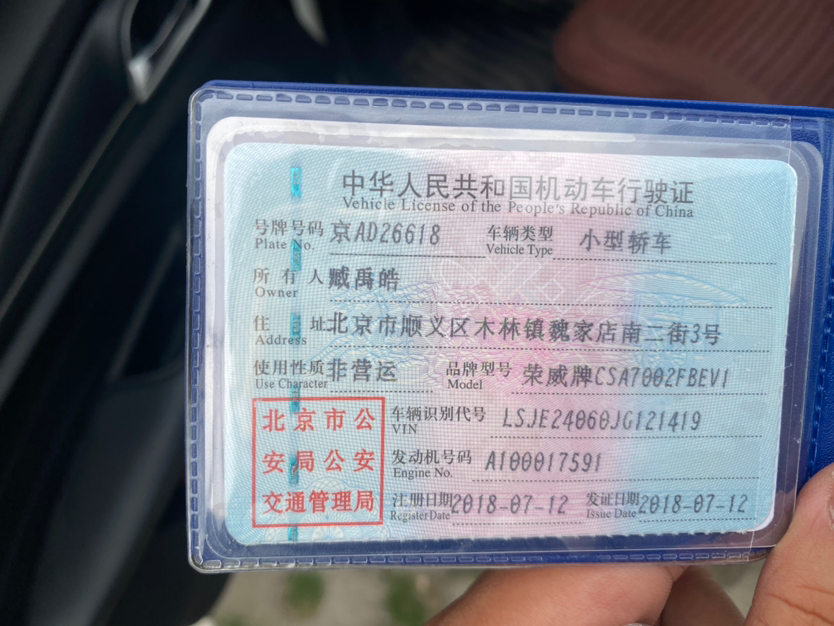 中华人民共和国机动车行驶证
Vehicle License of the People's Republic of China
号牌号码 京AD26618 车辆类型 小型轿车
Plate No. Vehicle Type
所有人 臧禹皓
Owner
住址 北京市顺义区木林镇魏家店南二街3号
Address
使用性质 非营运 品牌型号 荣威牌CSA7002FBEV1
Use Character Model
北京市公
安局公安
交通管理局
车辆识别代号 LSJE24060JG121419
VIN
发动机号码 A100017591
Engine No.
注册日期 2018-07-12 发证日期 2018-07-12
Register Date Issue Date